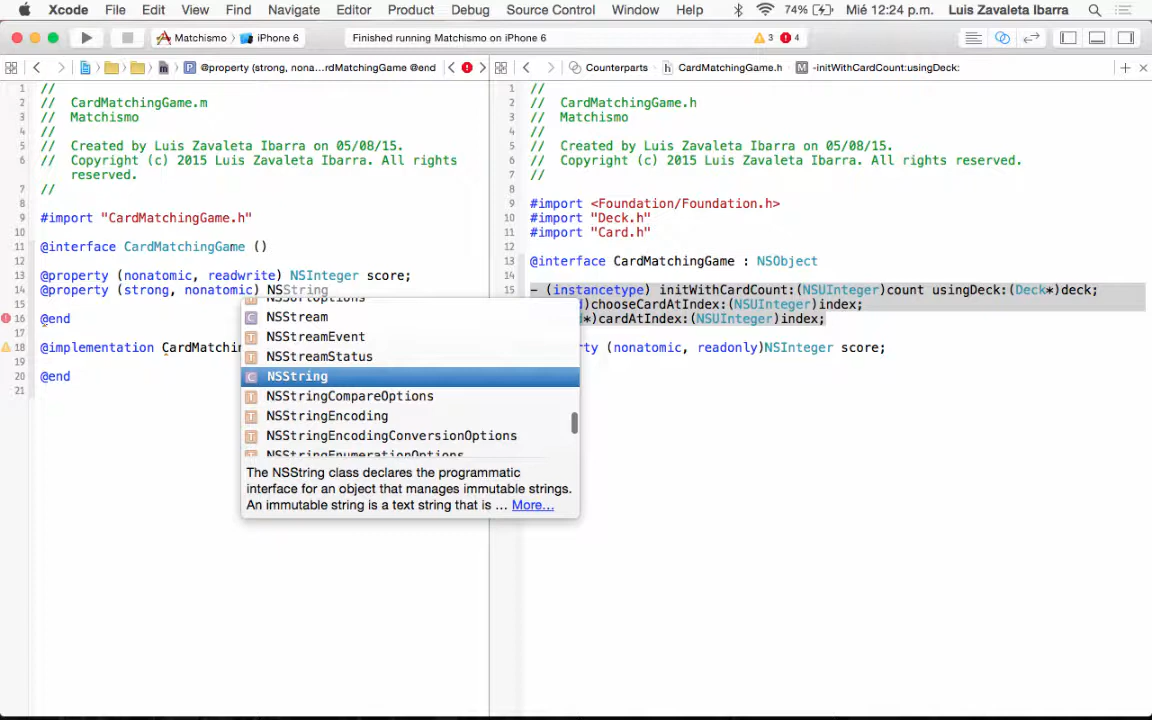 Xcode File Edit View Find Navigate Editor Product Debug Source Control Window Help 74% Mié 12:24 p.m. Luis Zavaleta Ibarra
Matchismo iPhone 6 Finished running Matchismo on iPhone 6 3 4
@property (strong, nona...rdMatchingGame @end
Counterparts CardMatchingGame.h -initWithCardCount:usingDeck:
1 //
2 // CardMatchingGame.m
3 // Matchismo
4 //
5 // Created by Luis Zavaleta Ibarra on 05/08/15.
6 // Copyright (c) 2015 Luis Zavaleta Ibarra. All rights
reserved.
7 //
8
9 #import "CardMatchingGame.h"
10
11 @interface CardMatchingGame ()
12
13 @property (nonatomic, readwrite) NSInteger score;
14 @property (strong, nonatomic) NSString
15
16 @end
17
18 @implementation CardMatchin
19
20 @end
21
NSStream
NSStreamEvent
NSStreamStatus
NSString
NSStringCompareOptions
NSStringEncoding
NSStringEncodingConversionOptions
NSStringEnumerationOptions
The NSString class declares the programmatic
interface for an object that manages immutable strings.
An immutable string is a text string that is ... More...
1 //
2 // CardMatchingGame.h
3 // Matchismo
4 //
5 // Created by Luis Zavaleta Ibarra on 05/08/15.
6 // Copyright (c) 2015 Luis Zavaleta Ibarra. All rights reserved.
7 //
8
9 #import <Foundation/Foundation.h>
10 #import "Deck.h"
11 #import "Card.h"
12
13 @interface CardMatchingGame : NSObject
14
15 - (instancetype) initWithCardCount:(NSUInteger)count usingDeck:(Deck*)deck;
)chooseCardAtIndex:(NSUInteger)index;
*)cardAtIndex:(NSUInteger)index;
rty (nonatomic, readonly)NSInteger score;